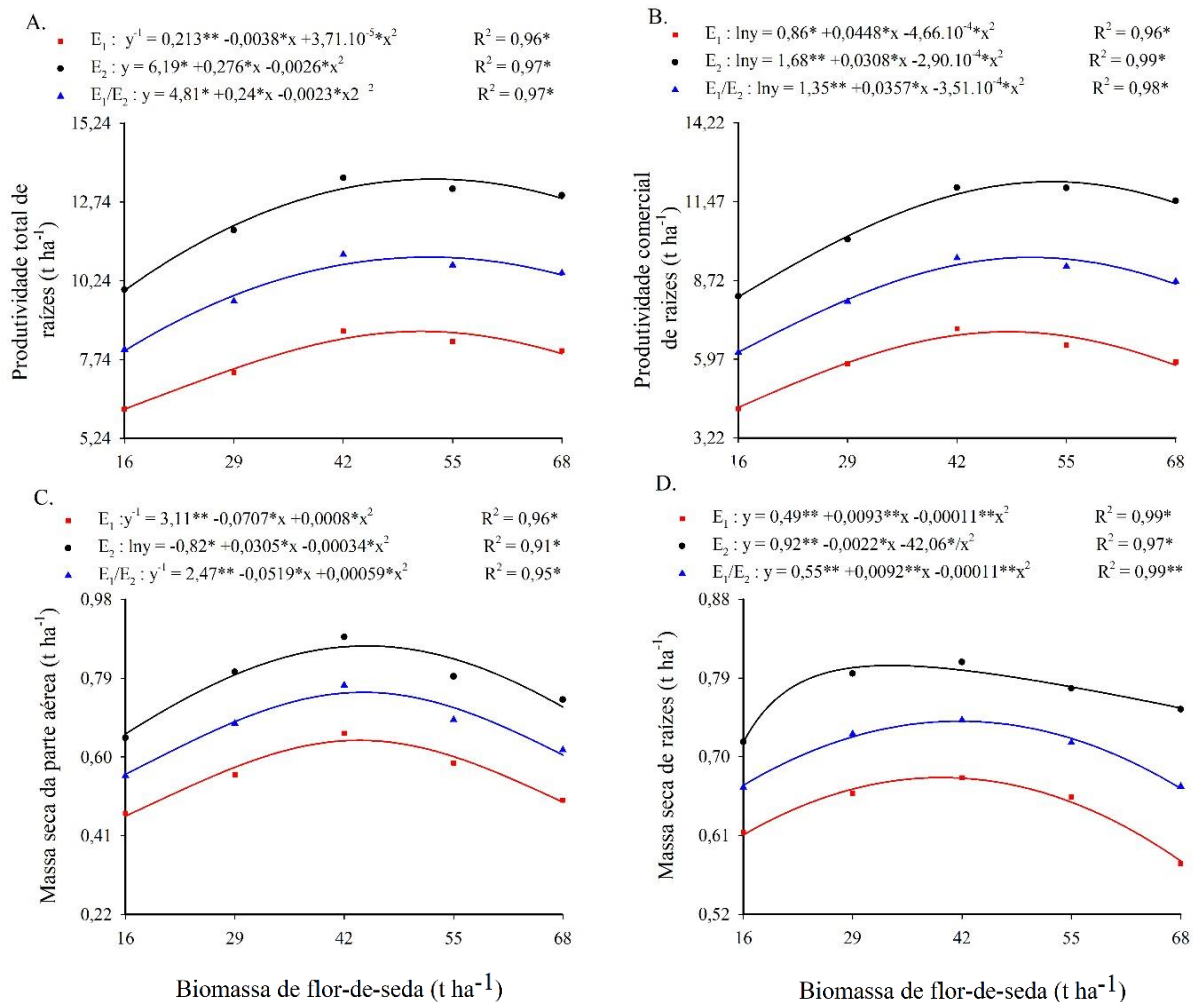 A.
E₁ : y⁻¹ = 0,213** -0,0038*x +3,71.10⁻⁵*x² R² = 0,96*
E₂ : y = 6,19* +0,276*x -0,0026*x² R² = 0,97*
E₁/E₂ : y = 4,81* +0,24*x -0,0023*x2 ² R² = 0,97*
Produtividade total de
raízes (t ha⁻¹)
15,24
12,74
10,24
7,74
5,24
16 29 42 55 68
B.
E₁ : lny = 0,86* +0,0448*x -4,66.10⁻⁴*x² R² = 0,96*
E₂ : lny = 1,68** +0,0308*x -2,90.10⁻⁴*x² R² = 0,99*
E₁/E₂ : lny = 1,35** +0,0357*x -3,51.10⁻⁴*x² R² = 0,98*
Produtividade comercial
de raízes (t ha⁻¹)
14,22
11,47
8,72
5,97
3,22
16 29 42 55 68
C.
E₁ :y⁻¹ = 3,11** -0,0707*x +0,0008*x² R² = 0,96*
E₂ : lny = -0,82* +0,0305*x -0,00034*x² R² = 0,91*
E₁/E₂ : y⁻¹ = 2,47** -0,0519*x +0,00059*x² R² = 0,95*
Massa seca da parte aérea (t ha⁻¹)
0,98
0,79
0,60
0,41
0,22
16 29 42 55 68
Biomassa de flor-de-seda (t ha⁻¹)
D.
E₁ : y = 0,49** +0,0093**x -0,00011**x² R² = 0,99*
E₂ : y = 0,92** -0,0022*x -42,06*/x² R² = 0,97*
E₁/E₂ : y = 0,55** +0,0092**x -0,00011**x² R² = 0,99**
Massa seca de raízes (t ha⁻¹)
0,88
0,79
0,70
0,61
0,52
16 29 42 55 68
Biomassa de flor-de-seda (t ha⁻¹)